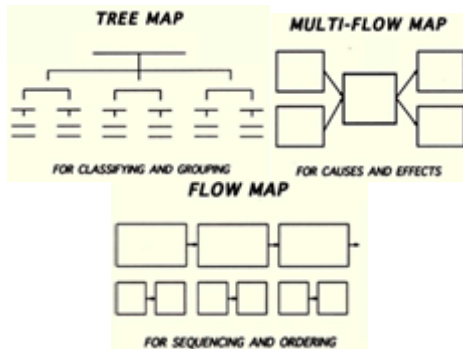 TREE MAP
FOR CLASSIFYING AND GROUPING
MULTI-FLOW MAP
FOR CAUSES AND EFFECTS
FLOW MAP
FOR SEQUENCING AND ORDERING